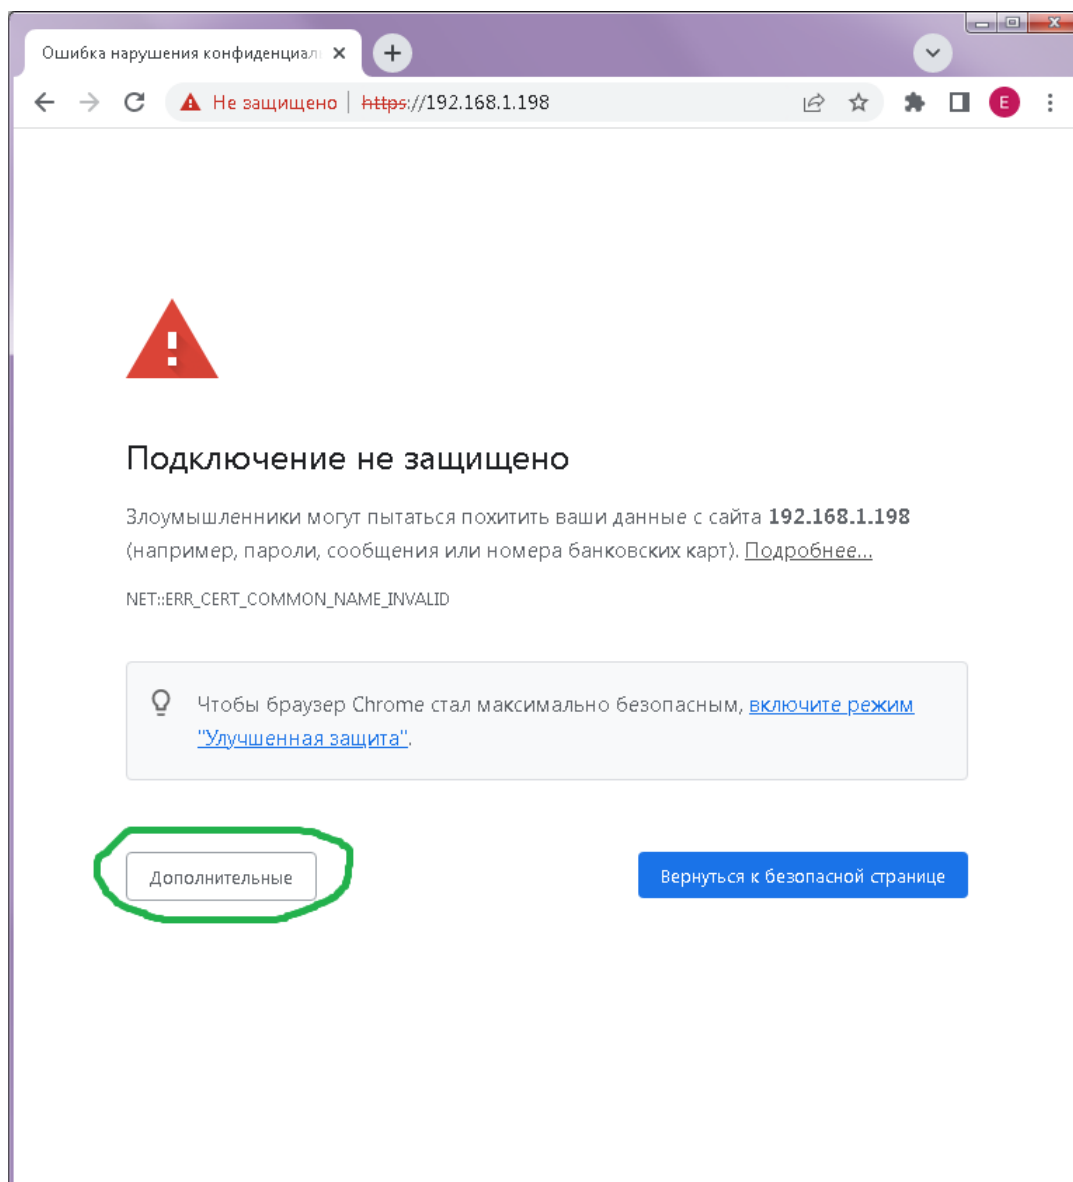 Ошибка нарушения конфиденциал
Не защищено
https://192.168.1.198
E
Подключение не защищено
Злоумышленники могут пытаться похитить ваши данные с сайта 192.168.1.198
(например, пароли, сообщения или номера банковских карт). Подробнее...
NET::ERR_CERT_COMMON_NAME_INVALID
Чтобы браузер Chrome стал максимально безопасным, включите режим
"Улучшенная защита".
Дополнительные
Вернуться к безопасной странице